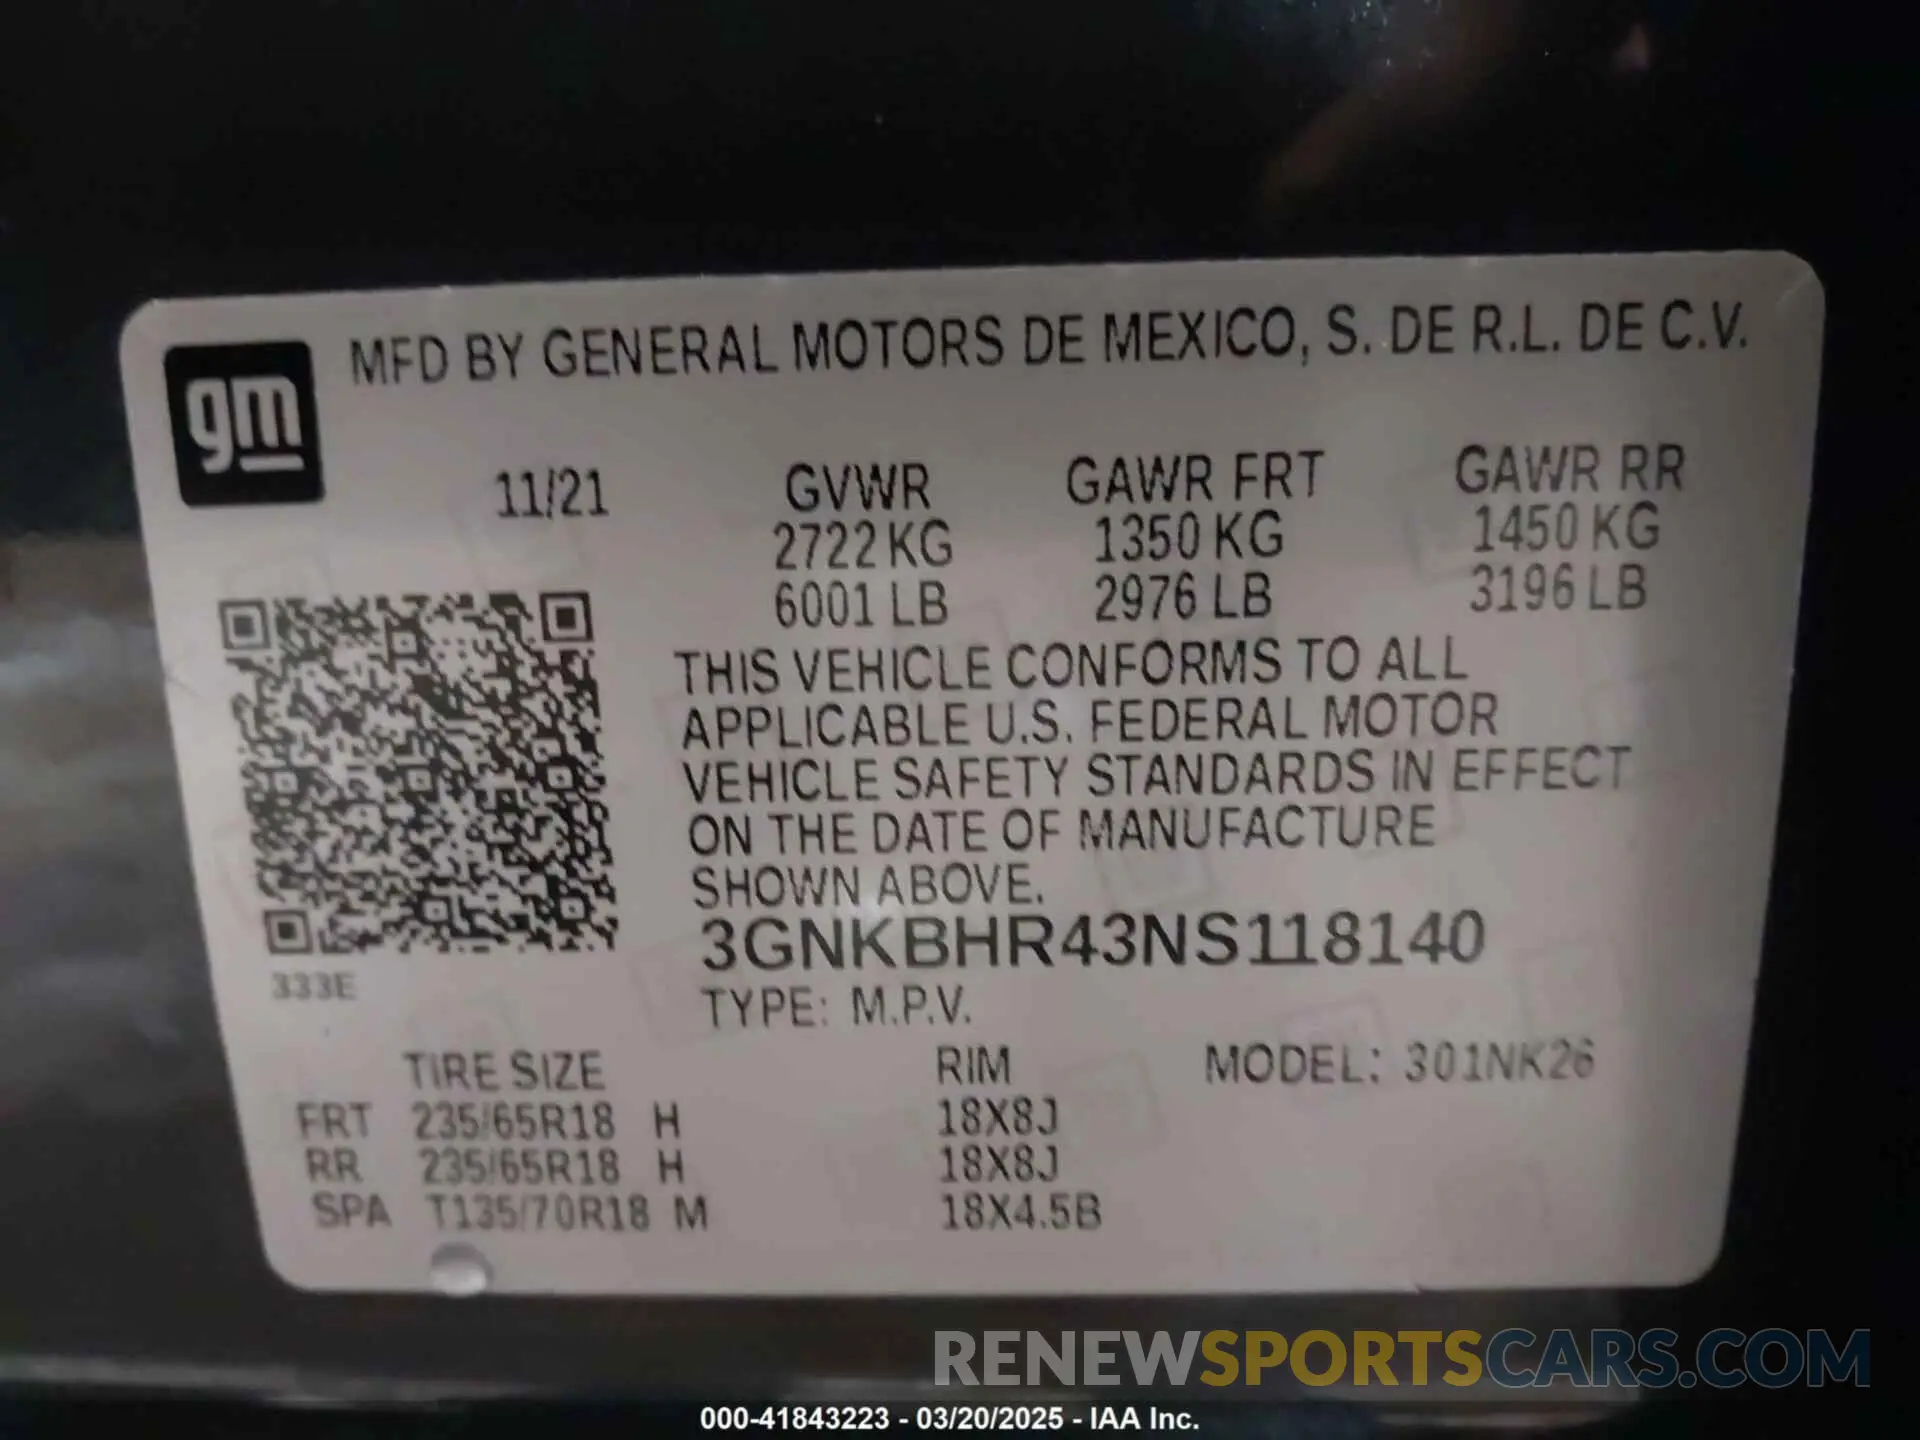 gm
MFD BY GENERAL MOTORS DE MEXICO, S. DE R.L. DE C.V.
11/21 GVWR GAWR FRT GAWR RR
2722 KG 1350 KG 1450 KG
6001 LB 2976 LB 3196 LB
THIS VEHICLE CONFORMS TO ALL
APPLICABLE U.S. FEDERAL MOTOR
VEHICLE SAFETY STANDARDS IN EFFECT
ON THE DATE OF MANUFACTURE
SHOWN ABOVE.
3GNKBHR43NS118140
333E
TYPE: M.P.V.
TIRE SIZE RIM MODEL: 301NK26
FRT 235/65R18 H 18X8J
RR 235/65R18 H 18X8J
SPA T135/70R18 M 18X4.5B
RENEWSPORTSCARS.COM
000-41843223 - 03/20/2025 - IAA Inc.